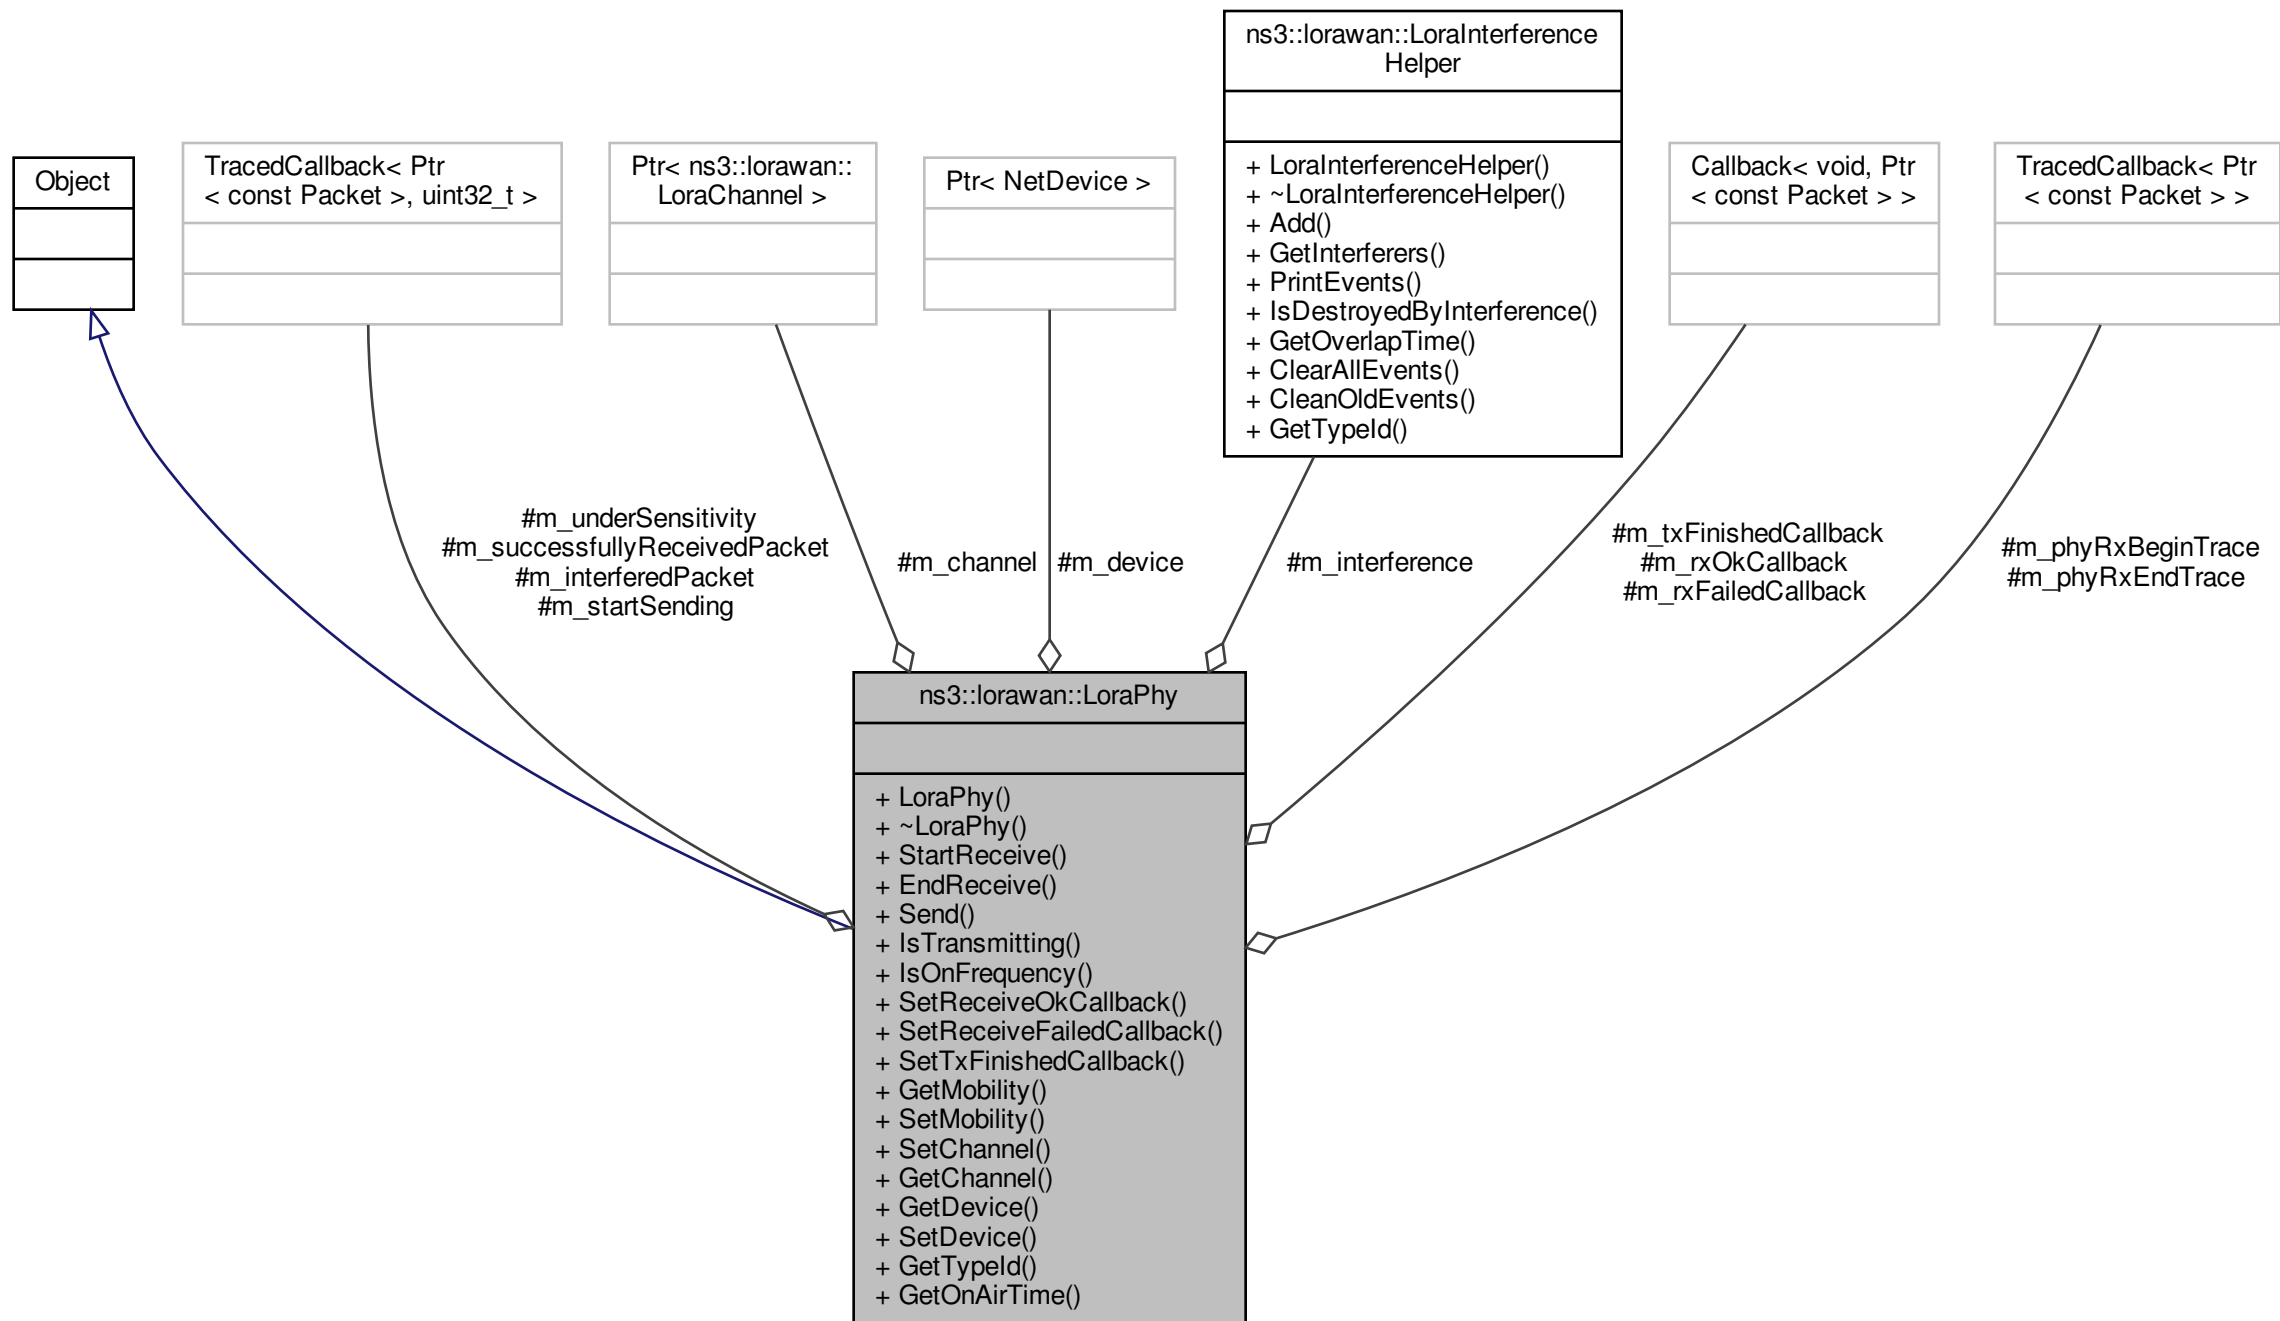 ns3::lorawan::LoraInterference
Helper
+ LoraInterferenceHelper()
+ ~LoraInterferenceHelper()
+ Add()
+ GetInterferers()
+ PrintEvents()
+ IsDestroyedByInterference()
+ GetOverlapTime()
+ ClearAllEvents()
+ CleanOldEvents()
+ GetTypeId()
Object
TracedCallback< Ptr
< const Packet >, uint32_t >
Ptr< ns3::lorawan::
LoraChannel >
Ptr< NetDevice >
Callback< void, Ptr
< const Packet > >
TracedCallback< Ptr
< const Packet > >
#m_underSensitivity
#m_successfullyReceivedPacket
#m_interferedPacket
#m_startSending
#m_channel
#m_device
#m_interference
#m_txFinishedCallback
#m_rxOkCallback
#m_rxFailedCallback
#m_phyRxBeginTrace
#m_phyRxEndTrace
ns3::lorawan::LoraPhy
+ LoraPhy()
+ ~LoraPhy()
+ StartReceive()
+ EndReceive()
+ Send()
+ IsTransmitting()
+ IsOnFrequency()
+ SetReceiveOkCallback()
+ SetReceiveFailedCallback()
+ SetTxFinishedCallback()
+ GetMobility()
+ SetMobility()
+ SetChannel()
+ GetChannel()
+ GetDevice()
+ SetDevice()
+ GetTypeId()
+ GetOnAirTime()